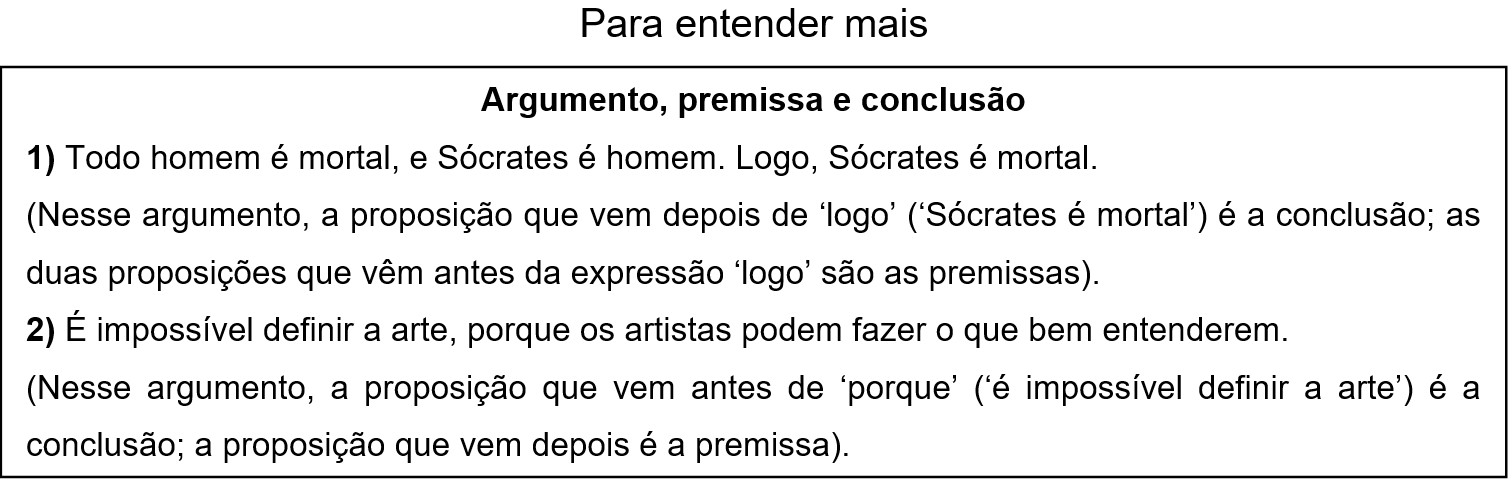 Para entender mais
Argumento, premissa e conclusão
1) Todo homem é mortal, e Sócrates é homem. Logo, Sócrates é mortal.
(Nesse argumento, a proposição que vem depois de ‘logo’ (‘Sócrates é mortal’) é a conclusão; as
duas proposições que vêm antes da expressão ‘logo’ são as premissas).
2) É impossível definir a arte, porque os artistas podem fazer o que bem entenderem.
(Nesse argumento, a proposição que vem antes de ‘porque’ (‘é impossível definir a arte’) é a
conclusão; a proposição que vem depois é a premissa).